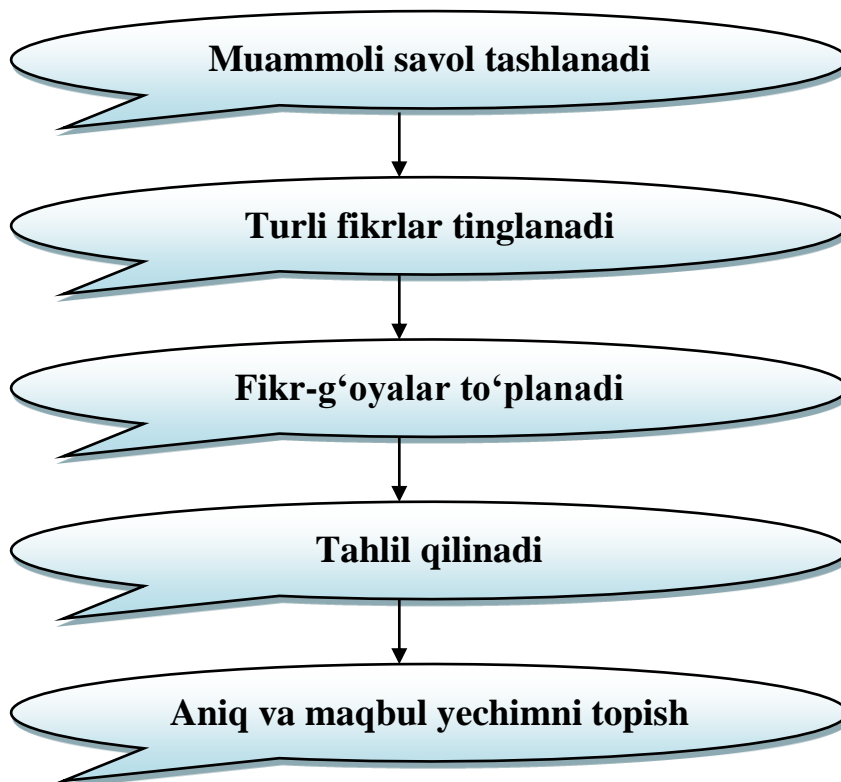 Muammoli savol tashlanadi
Turli fikrlar tinglanadi
Fikr-g‘oyalar to‘planadi
Tahlil qilinadi
Aniq va maqbul yechimni topish